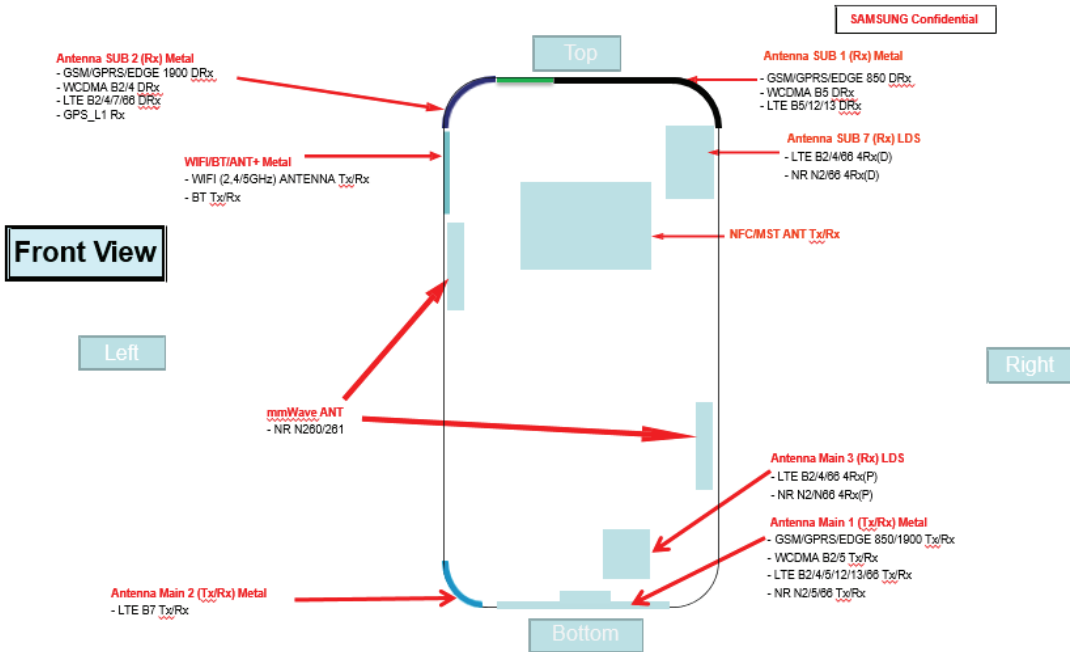 SAMSUNG Confidential
Top
Antenna SUB 2 (Rx) Metal
- GSM/GPRS/EDGE 1900 DRx
- WCDMA B2/4 DRx
- LTE B2/4/7/66 DRx
- GPS_L1 Rx
Antenna SUB 1 (Rx) Metal
- GSM/GPRS/EDGE 850 DRx
- WCDMA B5 DRx
- LTE B5/12/13 DRx
Antenna SUB 7 (Rx) LDS
- LTE B2/4/66 4Rx(D)
- NR N2/66 4Rx(D)
WIFI/BT/ANT+ Metal
- WIFI (2,4/5GHz) ANTENNA Tx/Rx
- BT Tx/Rx
NFC/MST ANT Tx/Rx
Front View
Left
Right
mmWave ANT
- NR N260/261
Antenna Main 3 (Rx) LDS
- LTE B2/4/66 4Rx(P)
- NR N2/N66 4Rx(P)
Antenna Main 1 (Tx/Rx) Metal
- GSM/GPRS/EDGE 850/1900 Tx/Rx
- WCDMA B2/5 Tx/Rx
- LTE B2/4/5/12/13/66 Tx/Rx
- NR N2/5/66 Tx/Rx
Antenna Main 2 (Tx/Rx) Metal
- LTE B7 Tx/Rx
Bottom